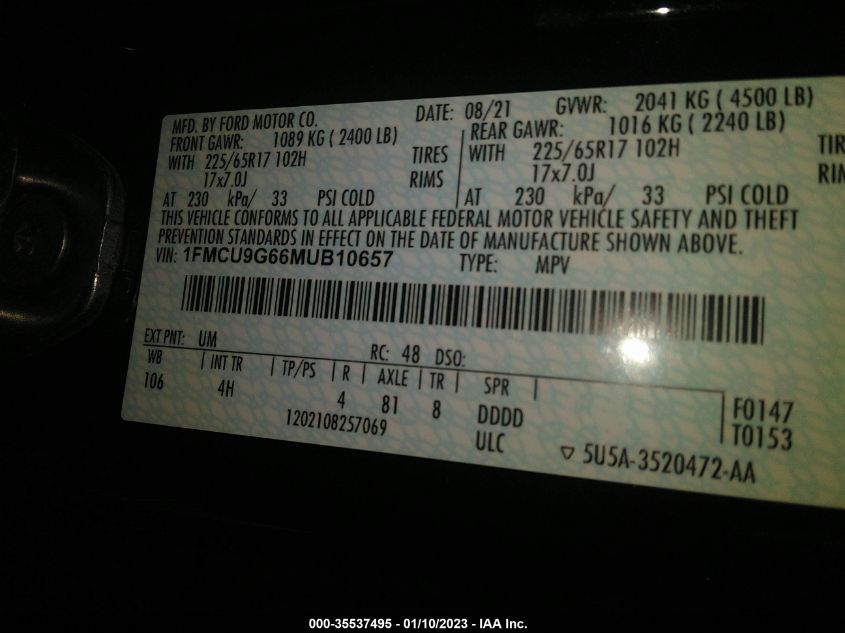 MFD. BY FORD MOTOR CO. DATE: 08/21 GVWR: 2041 KG ( 4500 LB)
FRONT GAWR: 1089 KG ( 2400 LB) REAR GAWR: 1016 KG ( 2240 LB)
WITH 225/65R17 102H TIRES WITH 225/65R17 102H TIRES
17x7.0J RIMS 17x7.0J
AT 230 kPa/ 33 PSI COLD AT 230 kPa/ 33 PSI COLD
THIS VEHICLE CONFORMS TO ALL APPLICABLE FEDERAL MOTOR VEHICLE SAFETY AND THEFT
PREVENTION STANDARDS IN EFFECT ON THE DATE OF MANUFACTURE SHOWN ABOVE.
VIN: 1FMCU9G66MUB10657 TYPE: MPV
EXT PNT: UM RC: 48 DSO:
WB INT TR TP/PS R AXLE TR SPR
106 4H 4 81 8 DDDD F0147
1202108257069 ULC T0153
5U5A-3520472-AA
000-35537495 - 01/10/2023 - IAA Inc.